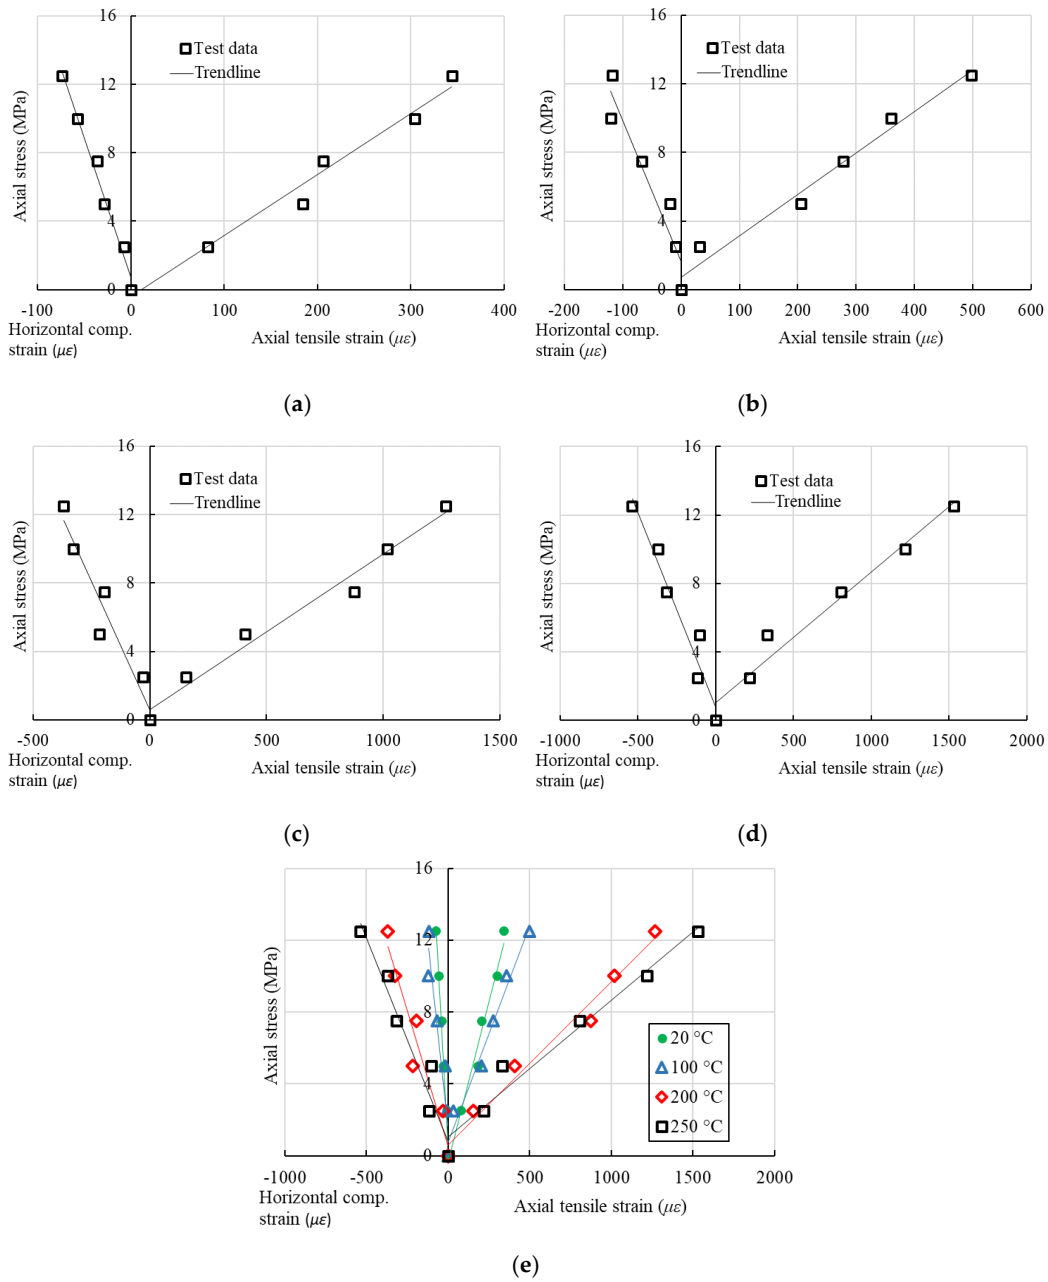 16
12
8
4
0
Axial stress (MPa)
Test data
Trendline
-100 0 100 200 300 400
Horizontal comp.
strain (με)
Axial tensile strain (με)
(a)
16
12
8
4
0
Axial stress (MPa)
Test data
Trendline
-200 -100 0 100 200 300 400 500 600
Horizontal comp.
strain (με)
Axial tensile strain (με)
(b)
16
12
8
4
0
Axial stress (MPa)
Test data
Trendline
-500 0 500 1000 1500
Horizontal comp.
strain (με)
Axial tensile strain (με)
(c)
16
12
8
4
0
Axial stress (MPa)
Test data
Trendline
-1000 -500 0 500 1000 1500 2000
Horizontal comp.
strain (με)
Axial tensile strain (με)
(d)
16
12
8
4
0
Axial stress (MPa)
20 °C
100 °C
200 °C
250 °C
-1000 -500 0 500 1000 1500 2000
Horizontal comp.
strain (με)
Axial tensile strain (με)
(e)